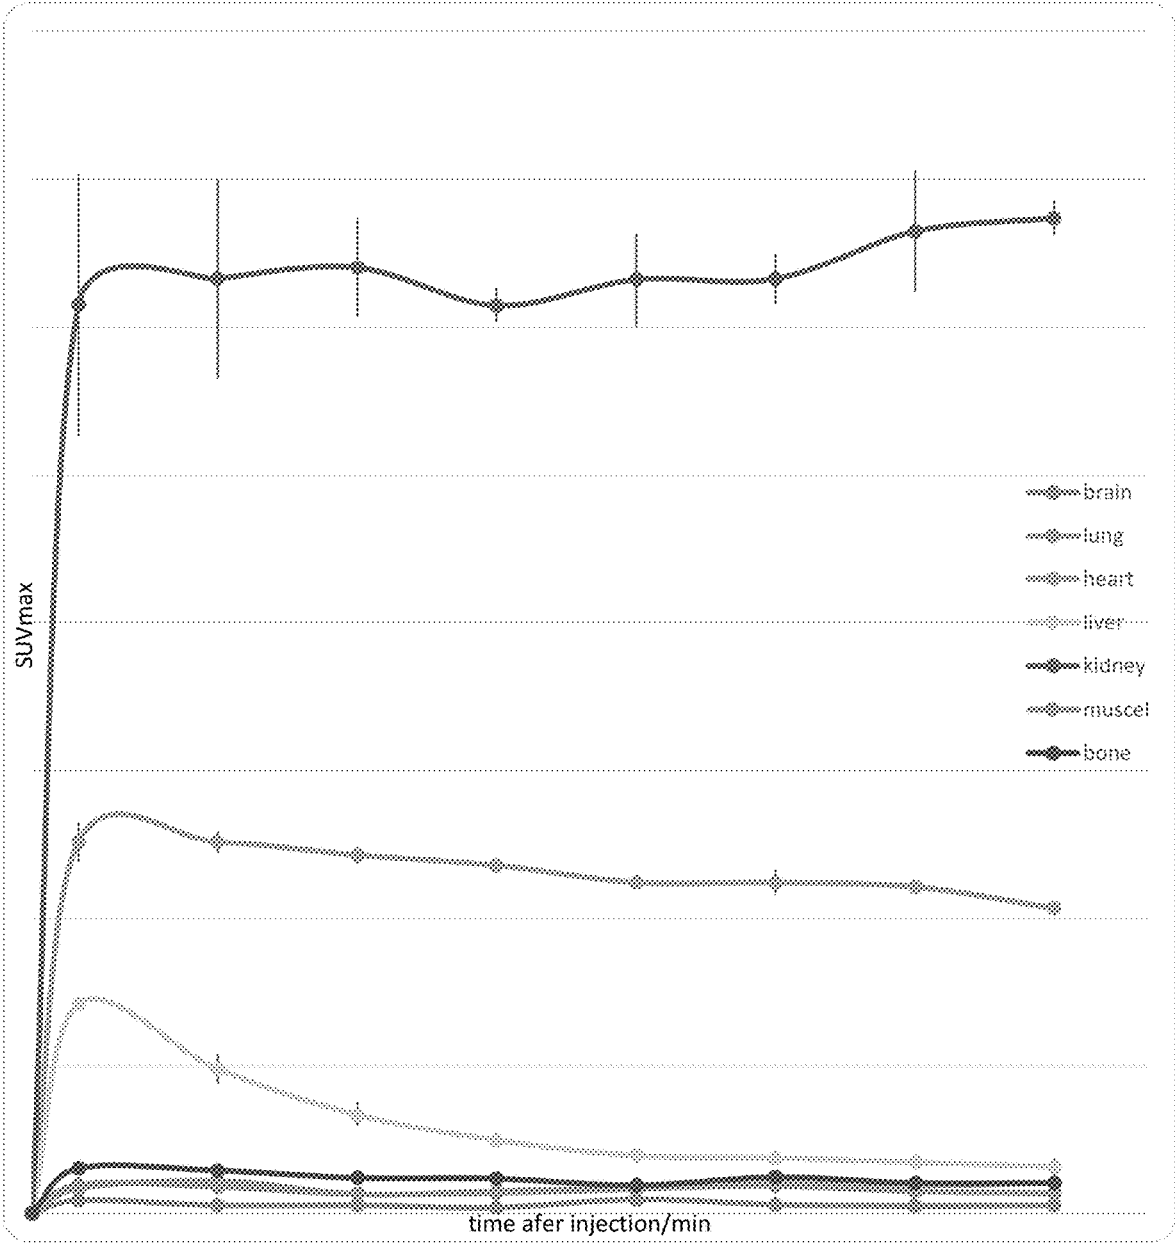 SUVmax
brain
lung
heart
liver
kidney
muscel
bone
time afer injection/min